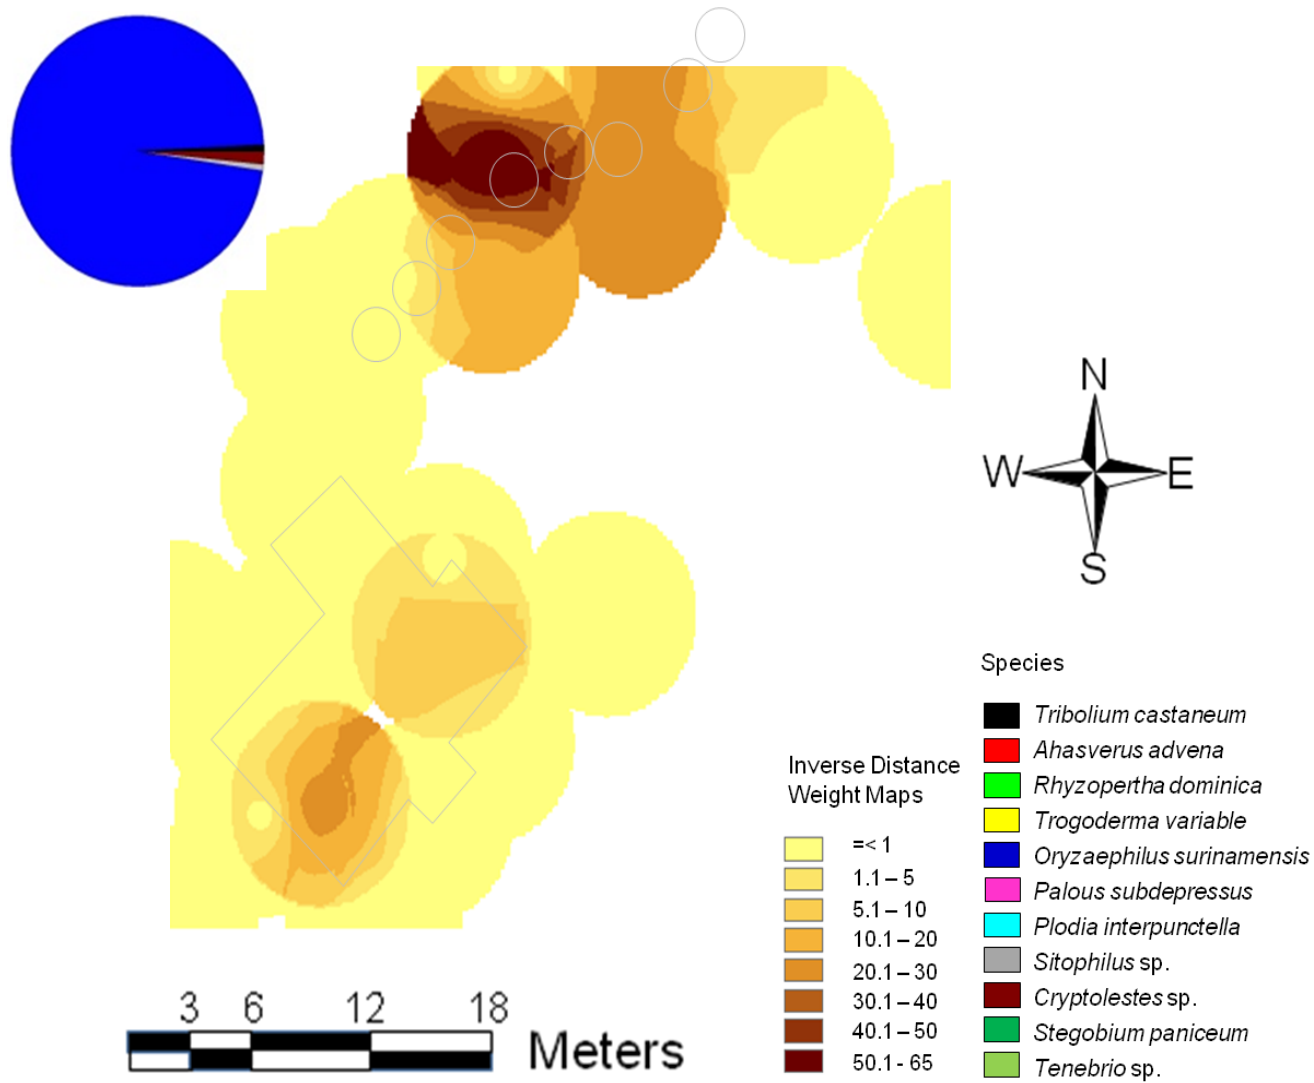 N
W E
S
Species
Tribolium castaneum
Ahasverus advena
Rhyzopertha dominica
Trogoderma variable
Oryzaephilus surinamensis
Palous subdepressus
Plodia interpunctella
Sitophilus sp.
Cryptolestes sp.
Stegobium paniceum
Tenebrio sp.
Inverse Distance
Weight Maps
=< 1
1.1 – 5
5.1 – 10
10.1 – 20
20.1 – 30
30.1 – 40
40.1 – 50
50.1 - 65
3 6 12 18
Meters